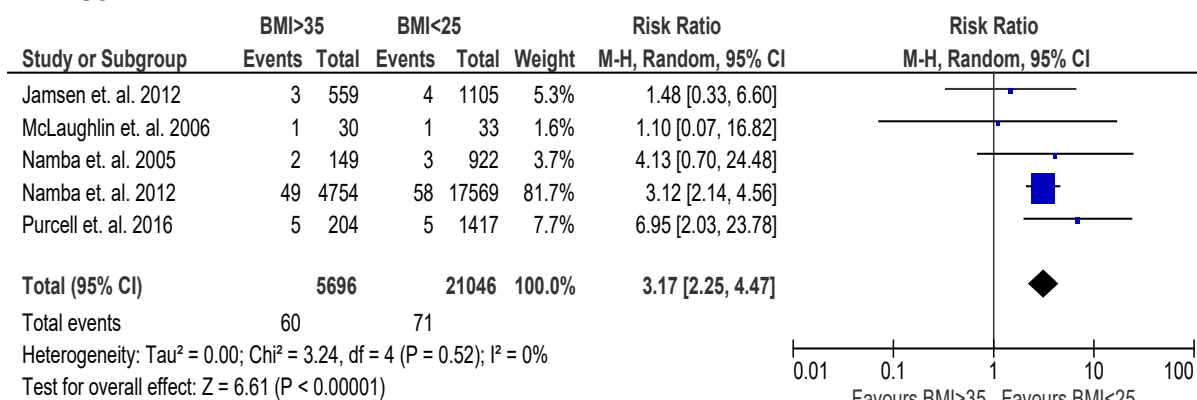 BMI>35 BMI<25 Risk Ratio Risk Ratio
Study or Subgroup Events Total Events Total Weight M-H, Random, 95% CI M-H, Random, 95% CI
Jamsen et. al. 2012 3 559 4 1105 5.3% 1.48 [0.33, 6.60]
McLaughlin et. al. 2006 1 30 1 33 1.6% 1.10 [0.07, 16.82]
Namba et. al. 2005 2 149 3 922 3.7% 4.13 [0.70, 24.48]
Namba et. al. 2012 49 4754 58 17569 81.7% 3.12 [2.14, 4.56]
Purcell et. al. 2016 5 204 5 1417 7.7% 6.95 [2.03, 23.78]
Total (95% CI) 5696 21046 100.0% 3.17 [2.25, 4.47]
Total events 60 71
Heterogeneity: Tau² = 0.00; Chi² = 3.24, df = 4 (P = 0.52); I² = 0%
Test for overall effect: Z = 6.61 (P < 0.00001)
0.01 0.1 1 10 100
Favours BMI>35 Favours BMI<25